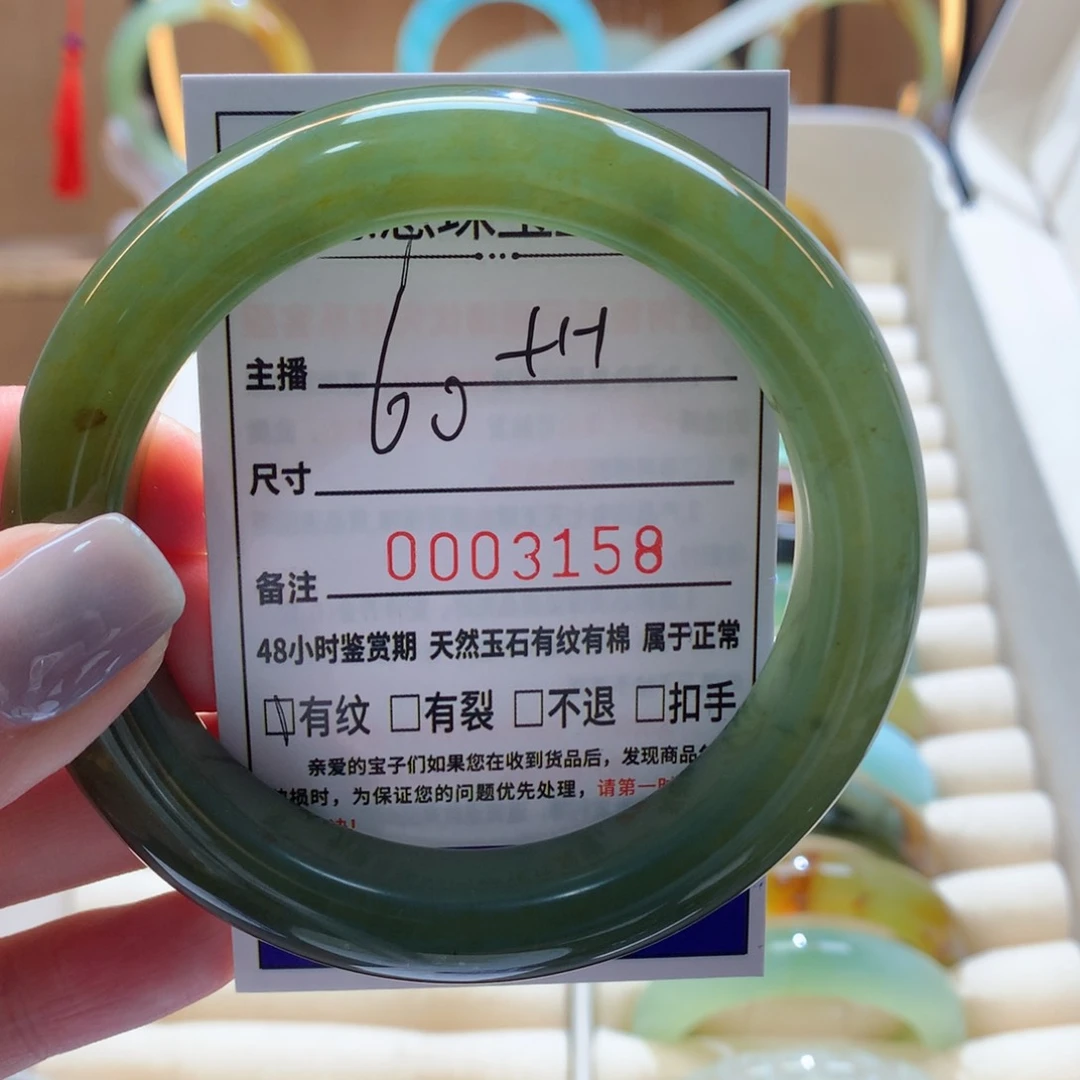 主播
60 +H
尺寸
0003158
备注
48小时鉴赏期 天然玉石有纹有棉 属于正常
☑有纹 □有裂 □不退 □扣手
亲爱的宝子们如果您在收到货品后，发现商品
损时，为保证您的问题优先处理，请第一时